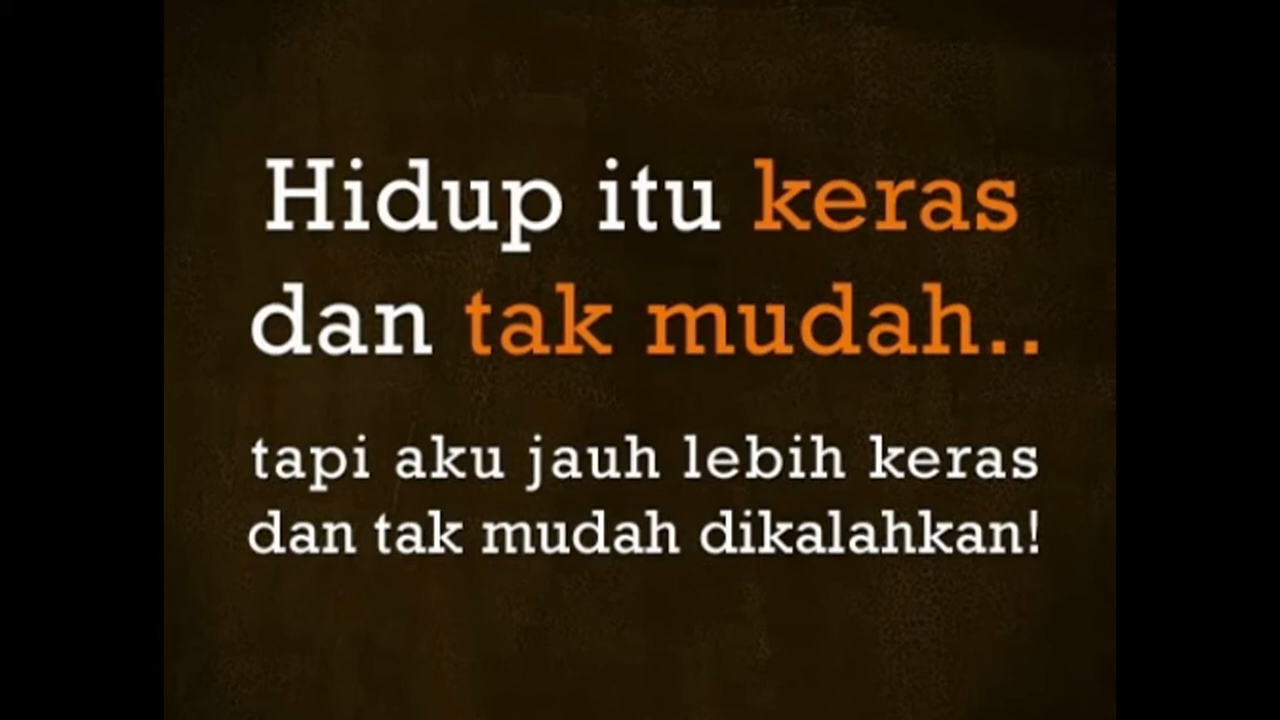 Hidup itu keras
dan tak mudah..
tapi aku jauh lebih keras
dan tak mudah dikalahkan!